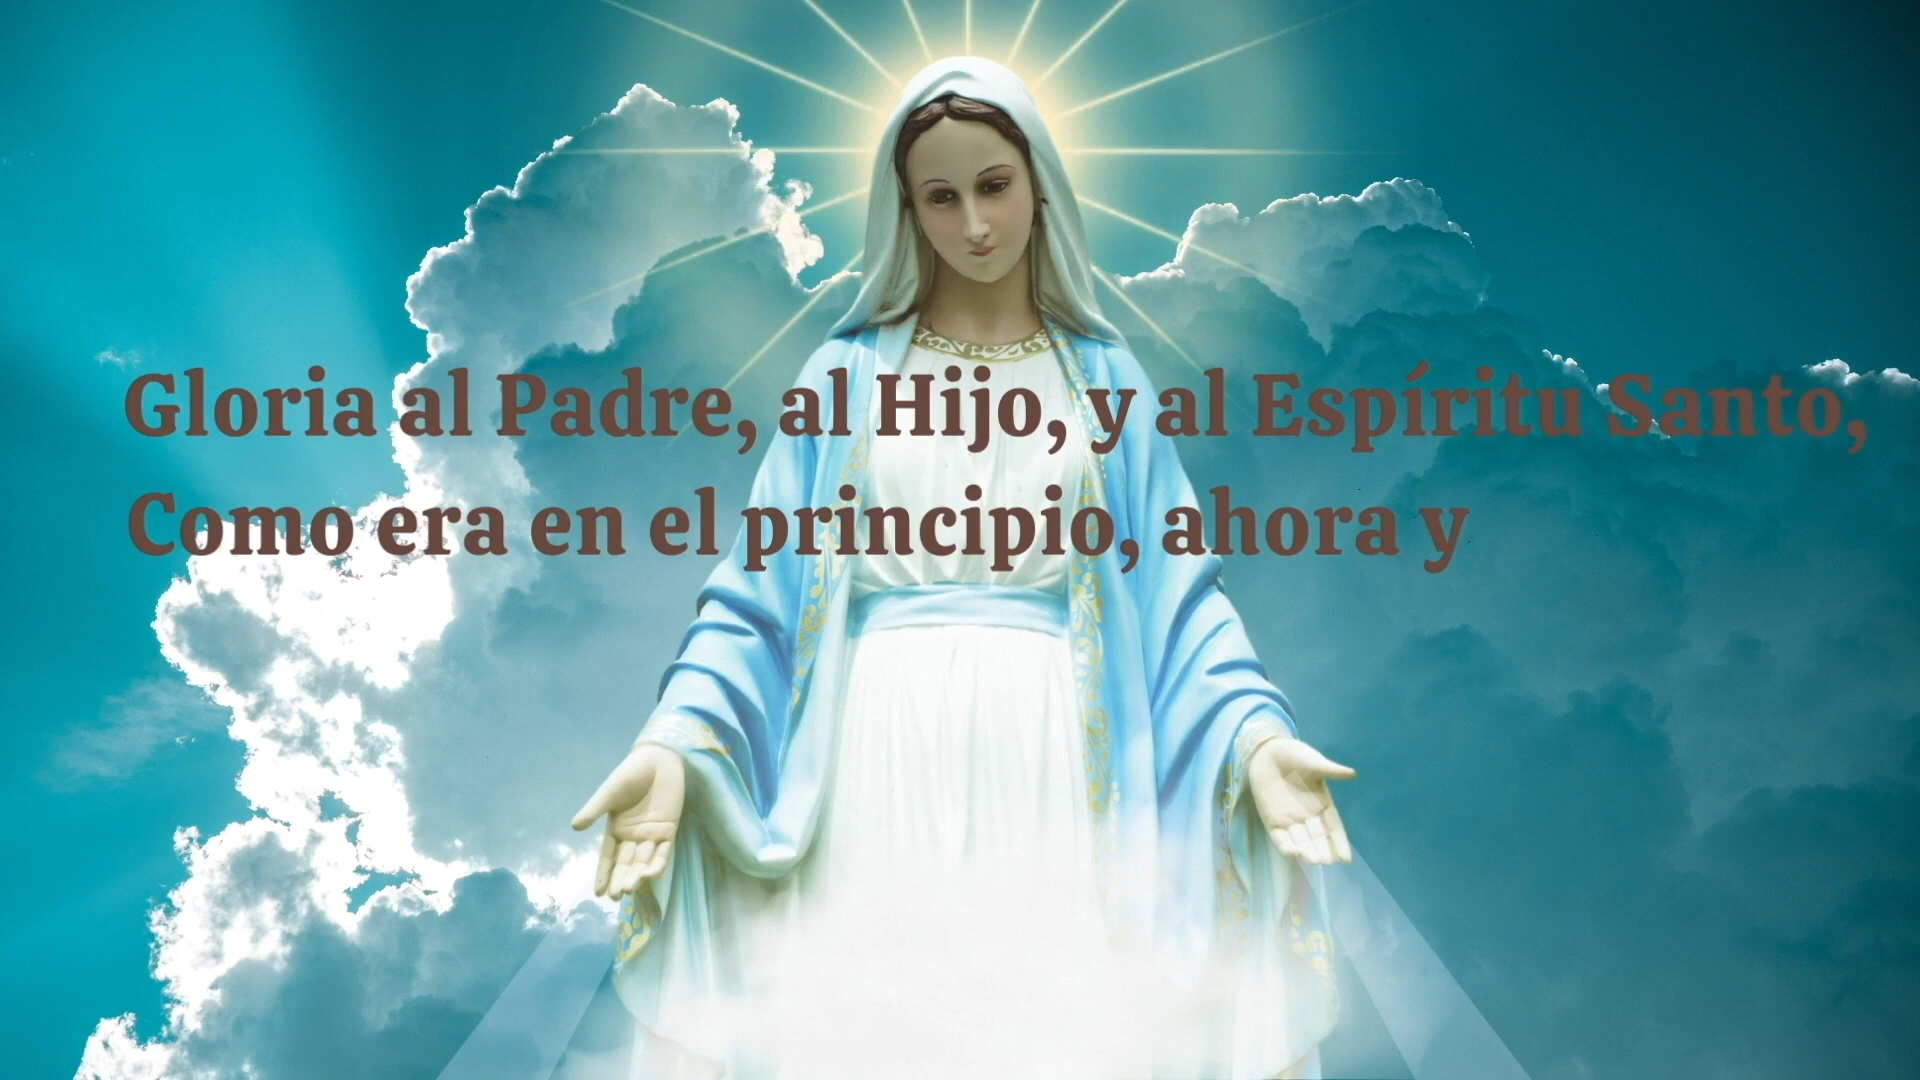 Gloria al Padre, al Hijo, y al Espíritu Santo,
Como era en el principio, ahora y